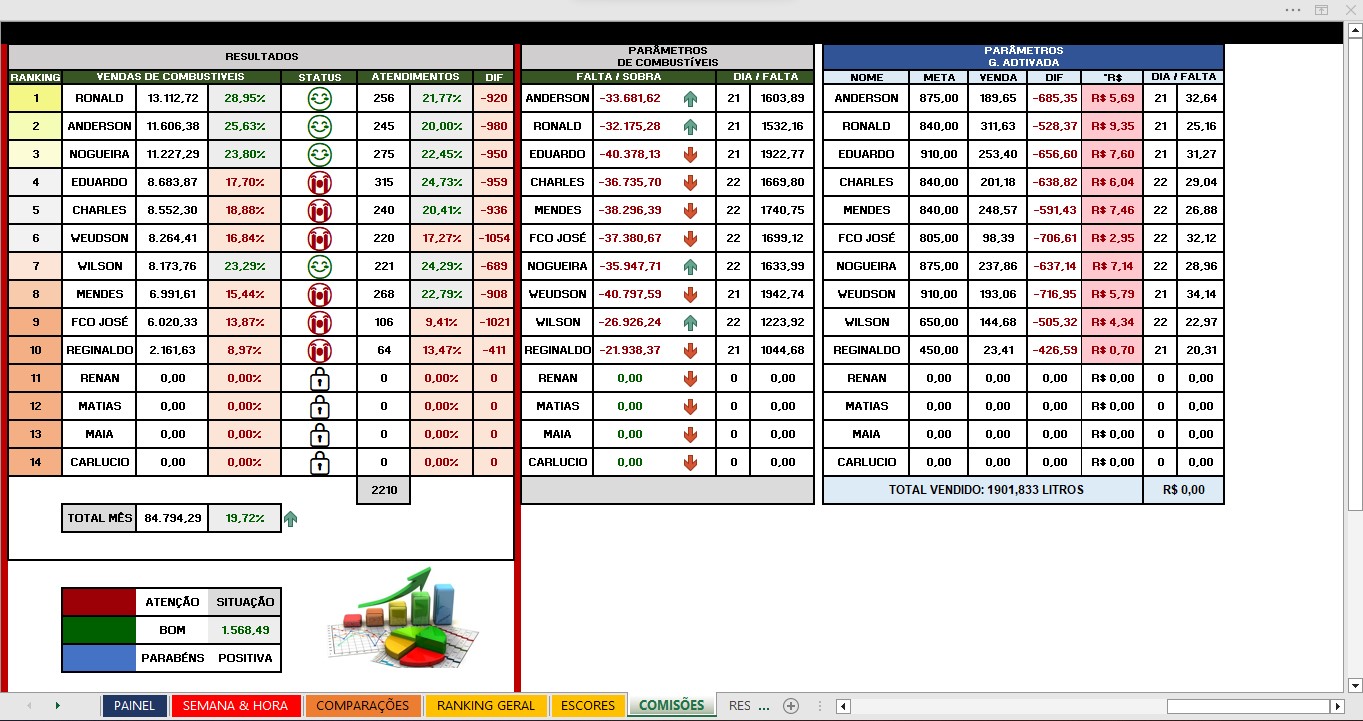 RESULTADOS
PARÂMETROS
DE COMBUSTÍVEIS
PARÂMETROS
G. ADTIVADA
RANKING VENDAS DE COMBUSTIVEIS STATUS ATENDIMENTOS DIF FALTA / SOBRA DIA / FALTA NOME META VENDA DIF "R$ DIA / FALTA
1 RONALD 13.112,72 28,95% 256 21,77% -920 ANDERSON -33.681,62 21 1603,89 ANDERSON 875,00 189,65 -685,35 R$ 5,69 21 32,64
2 ANDERSON 11.606,38 25,63% 245 20,00% -980 RONALD -32.175,28 21 1532,16 RONALD 840,00 311,63 -528,37 R$ 9,35 21 25,16
3 NOGUEIRA 11.227,29 23,80% 275 22,45% -950 EDUARDO -40.378,13 21 1922,77 EDUARDO 910,00 253,40 -656,60 R$ 7,60 21 31,27
4 EDUARDO 8.683,87 17,70% 315 24,73% -959 CHARLES -36.735,70 22 1669,80 CHARLES 840,00 201,18 -638,82 R$ 6,04 22 29,04
5 CHARLES 8.552,30 18,88% 240 20,41% -936 MENDES -38.296,39 22 1740,75 MENDES 840,00 248,57 -591,43 R$ 7,46 22 26,88
6 WEUDSON 8.264,41 16,84% 220 17,27% -1054 FCO JOSÉ -37.380,67 22 1699,12 FCO JOSÉ 805,00 98,39 -706,61 R$ 2,95 22 32,12
7 WILSON 8.173,76 23,29% 221 24,29% -689 NOGUEIRA -35.947,71 22 1633,99 NOGUEIRA 875,00 237,86 -637,14 R$ 7,14 22 28,96
8 MENDES 6.991,61 15,44% 268 22,79% -908 WEUDSON -40.797,59 21 1942,74 WEUDSON 910,00 193,06 -716,95 R$ 5,79 21 34,14
9 FCO JOSÉ 6.020,33 13,87% 106 9,41% -1021 WILSON -26.926,24 22 1223,92 WILSON 650,00 144,68 -505,32 R$ 4,34 22 22,97
10 REGINALDO 2.161,63 8,97% 64 13,47% -411 REGINALDO -21.938,37 21 1044,68 REGINALDO 450,00 23,41 -426,59 R$ 0,70 21 20,31
11 RENAN 0,00 0,00% 0 0,00% 0 RENAN 0,00 0 0,00 RENAN 0,00 0,00 0,00 R$ 0,00 0 0,00
12 MATIAS 0,00 0,00% 0 0,00% 0 MATIAS 0,00 0 0,00 MATIAS 0,00 0,00 0,00 R$ 0,00 0 0,00
13 MAIA 0,00 0,00% 0 0,00% 0 MAIA 0,00 0 0,00 MAIA 0,00 0,00 0,00 R$ 0,00 0 0,00
14 CARLUCIO 0,00 0,00% 0 0,00% 0 CARLUCIO 0,00 0 0,00 CARLUCIO 0,00 0,00 0,00 R$ 0,00 0 0,00
2210 TOTAL VENDIDO: 1901,833 LITROS R$ 0,00
TOTAL MÊS 84.794,29 19,72%
ATENÇÃO SITUAÇÃO
BOM 1.568,49
PARABÉNS POSITIVA
PAINEL SEMANA & HORA COMPARAÇÕES RANKING GERAL ESCORES COMISÕES RES ...